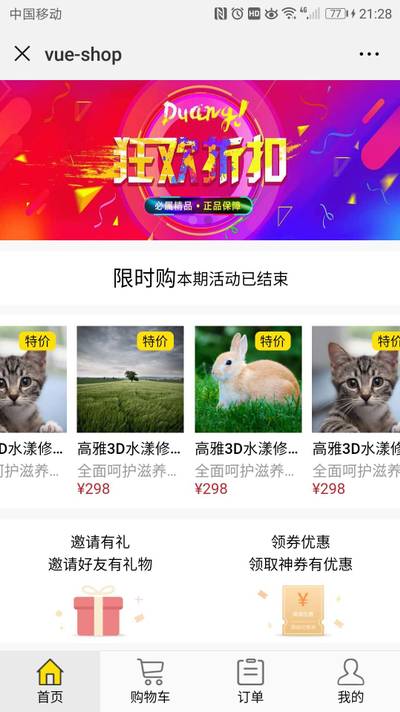 中国移动 HD 4G 77 21:28
vue-shop
Duang!
狂欢折扣
必属精品·正品保障
限时购本期活动已结束
特价 特价 特价 特价
3D水漾修... 高雅3D水漾修... 高雅3D水漾修... 高雅3D水漾修...
呵护滋养... 全面呵护滋养... 全面呵护滋养... 全面呵护滋养...
¥298 ¥298 ¥298
邀请有礼 领券优惠
邀请好友有礼物 领取神券有优惠
¥
首页 购物车 订单 我的